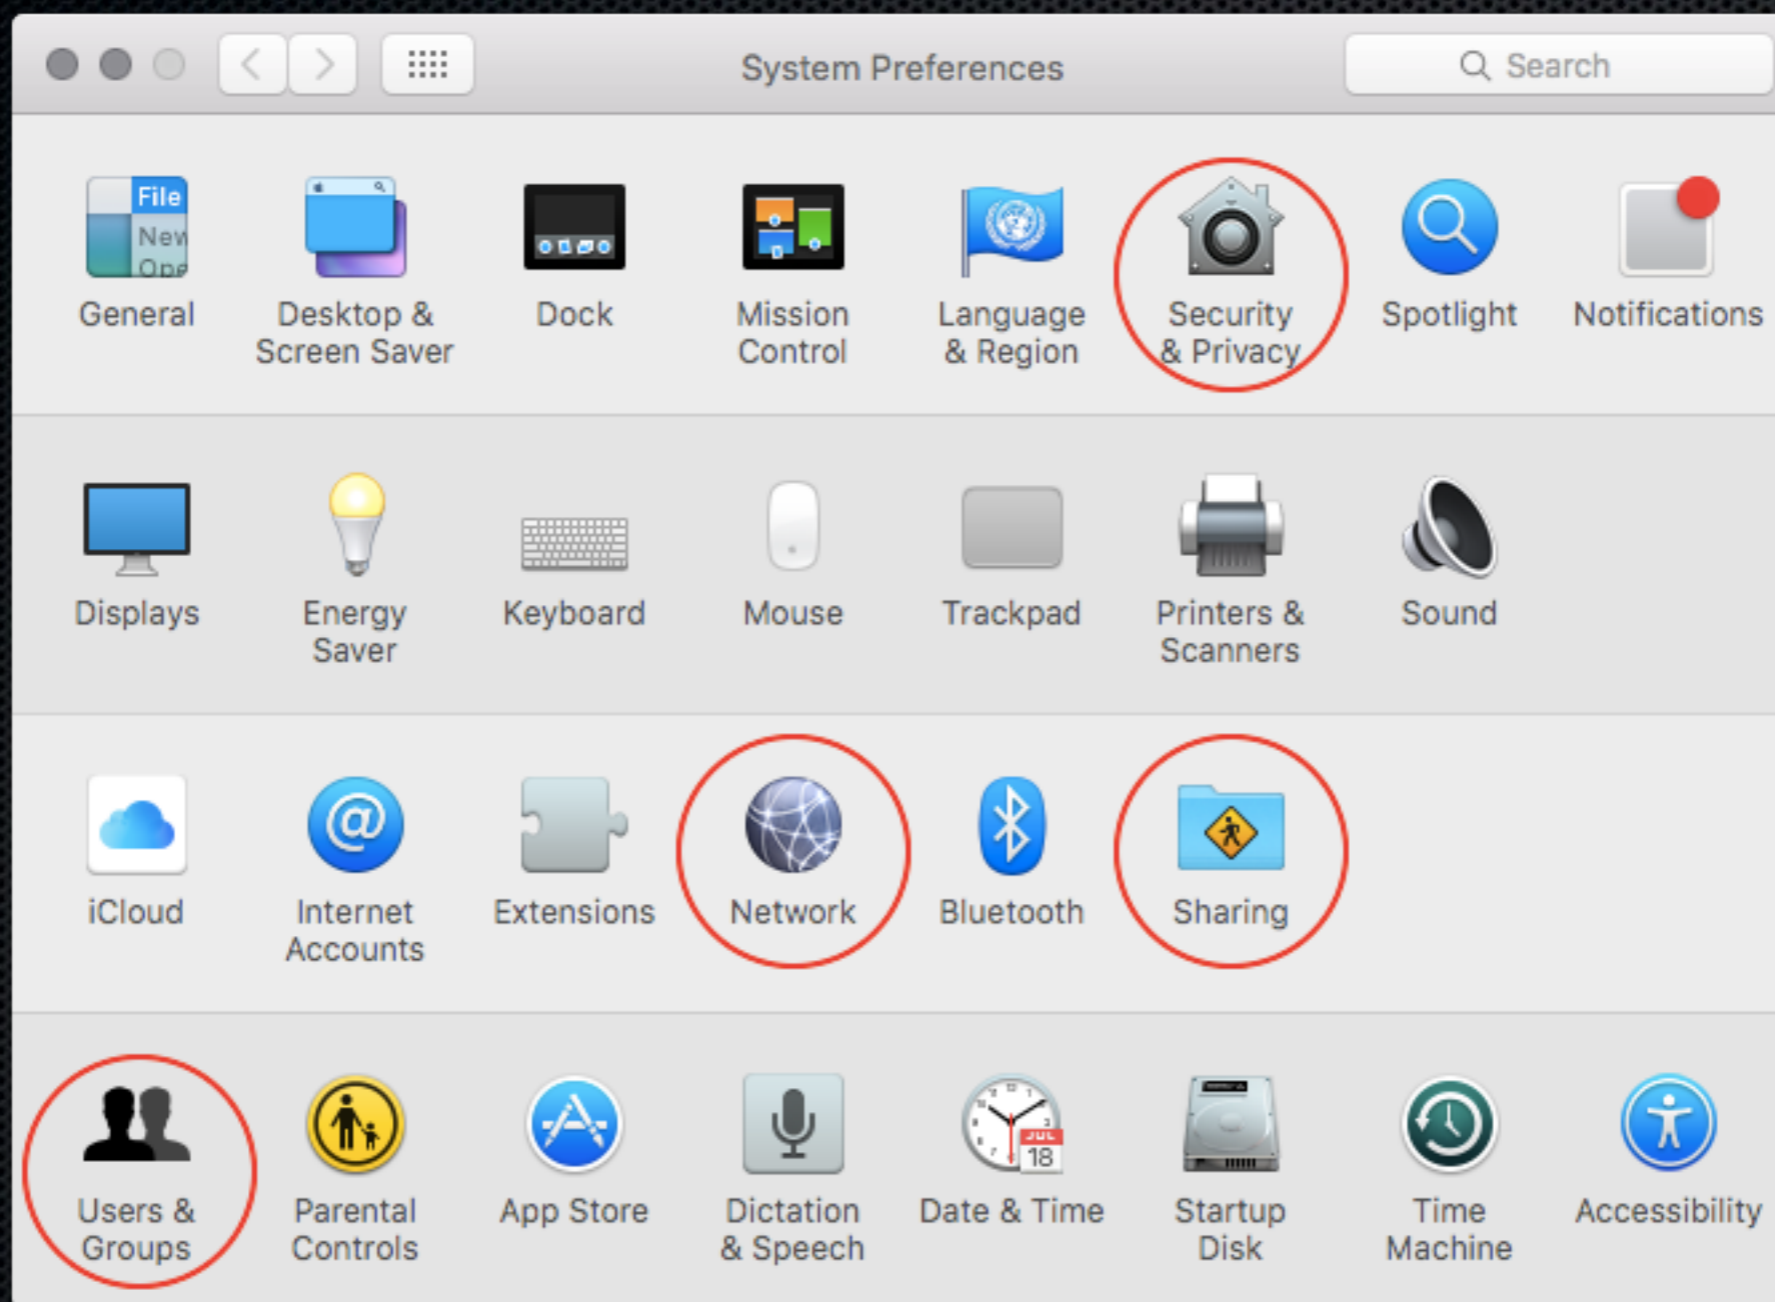 System Preferences
Search
File
New
Ope
General
Desktop &
Screen Saver
Dock
Mission
Control
Language
& Region
Security
& Privacy
Spotlight
Notifications
Displays
Energy
Saver
Keyboard
Mouse
Trackpad
Printers &
Scanners
Sound
iCloud
@
Internet
Accounts
Extensions
Network
Bluetooth
Sharing
JUL
18
Users &
Groups
Parental
Controls
App Store
Dictation
& Speech
Date & Time
Startup
Disk
Time
Machine
Accessibility